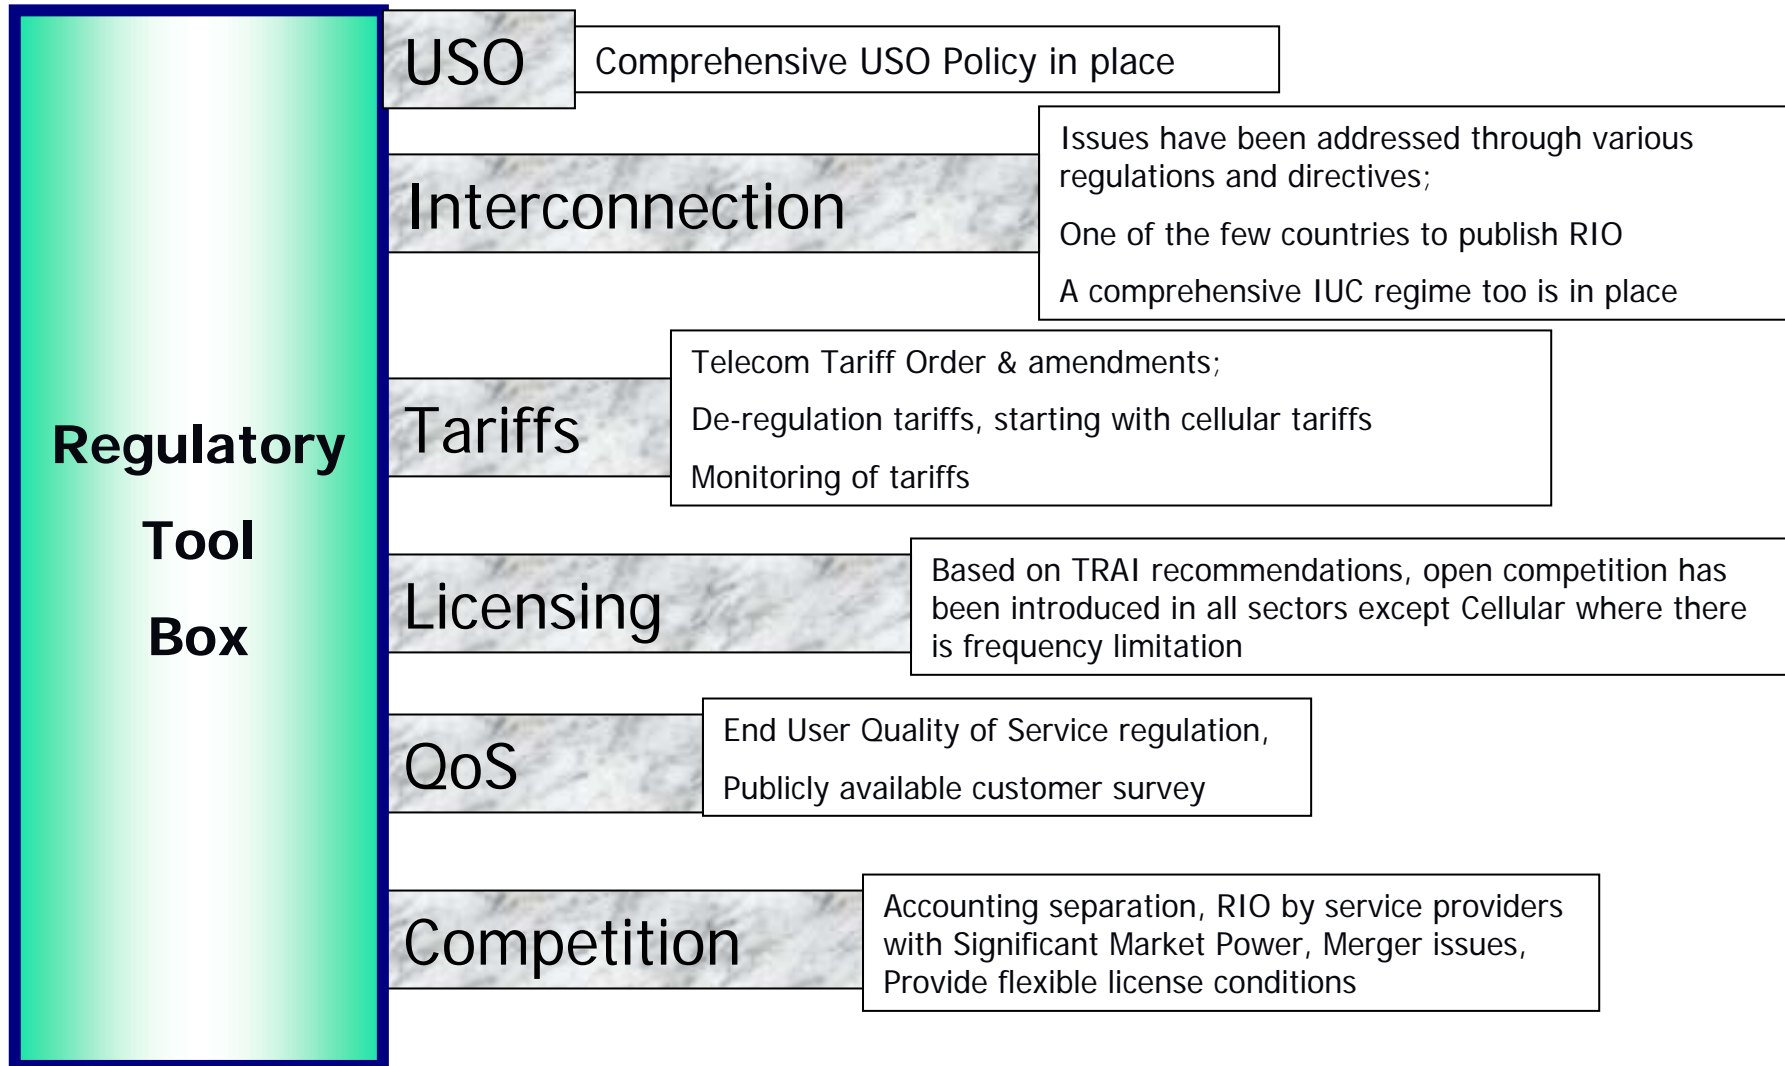 Regulatory
Tool
Box
USO
Comprehensive USO Policy in place
Interconnection
Issues have been addressed through various
regulations and directives;
One of the few countries to publish RIO
A comprehensive IUC regime too is in place
Tariffs
Telecom Tariff Order & amendments;
De-regulation tariffs, starting with cellular tariffs
Monitoring of tariffs
Licensing
Based on TRAI recommendations, open competition has
been introduced in all sectors except Cellular where there
is frequency limitation
QoS
End User Quality of Service regulation,
Publicly available customer survey
Competition
Accounting separation, RIO by service providers
with Significant Market Power, Merger issues,
Provide flexible license conditions